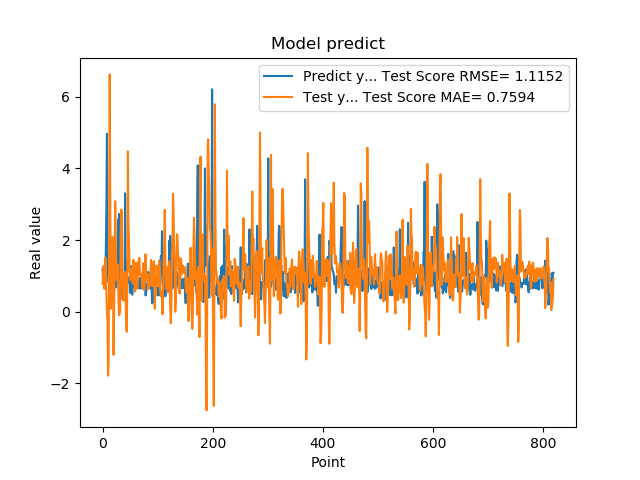 Model predict
Predict y... Test Score RMSE= 1.1152
Test y... Test Score MAE= 0.7594
Real value
6
4
2
0
−2
0 200 400 600 800
Point